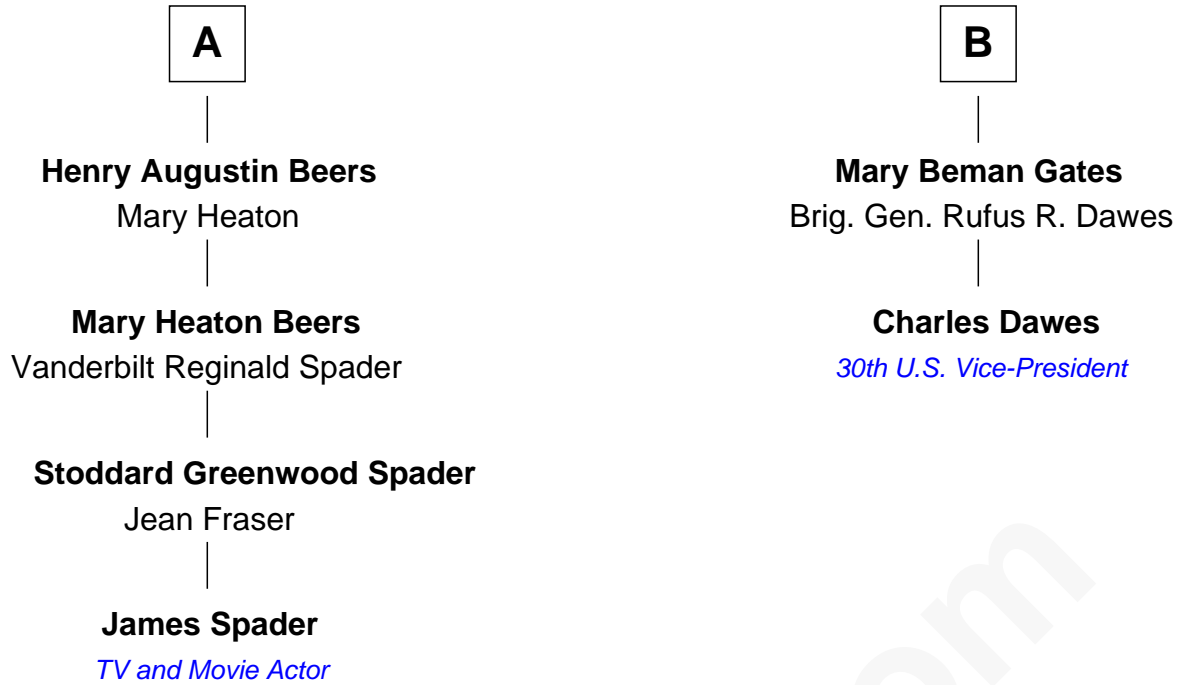 A
Henry Augustin Beers
Mary Heaton
Mary Heaton Beers
Vanderbilt Reginald Spader
Stoddard Greenwood Spader
Jean Fraser
James Spader
TV and Movie Actor
B
Mary Beman Gates
Brig. Gen. Rufus R. Dawes
Charles Dawes
30th U.S. Vice-President
om